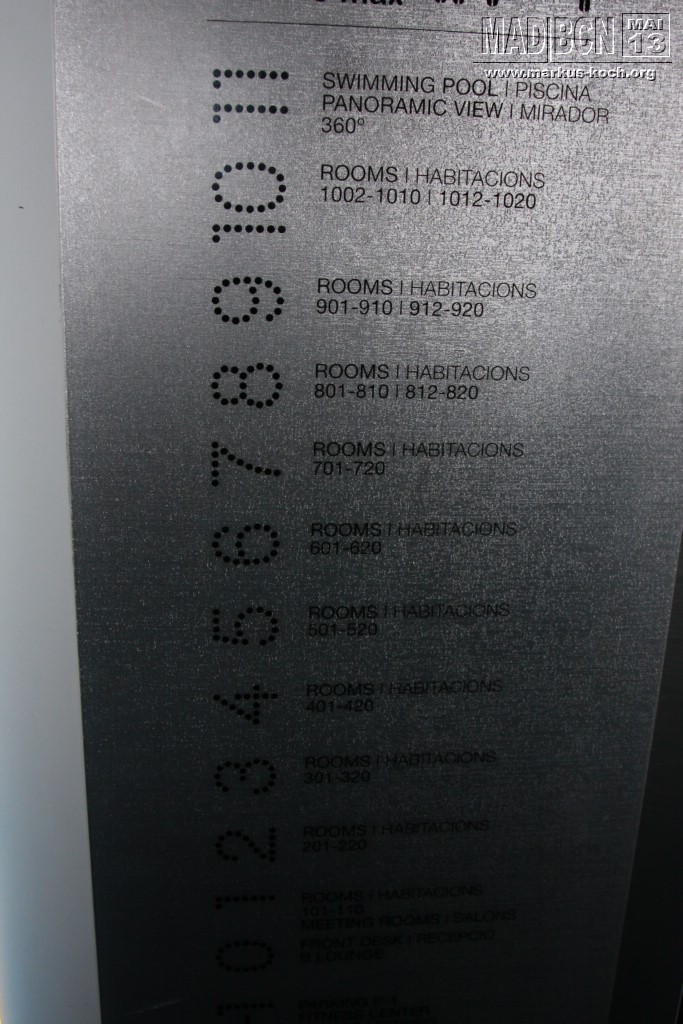 MAD|BCN MAI 13
www.markus-koch.org
11 SWIMMING POOL | PISCINA
PANORAMIC VIEW | MIRADOR
360º
10 ROOMS | HABITACIONS
1002-1010 | 1012-1020
9 ROOMS | HABITACIONS
901-910 | 912-920
8 ROOMS | HABITACIONS
801-810 | 812-820
7 ROOMS | HABITACIONS
701-720
6 ROOMS | HABITACIONS
601-620
5 ROOMS | HABITACIONS
501-520
4 ROOMS | HABITACIONS
401-420
3 ROOMS | HABITACIONS
301-320
2 ROOMS | HABITACIONS
201-220
1 ROOMS | HABITACIONS
MEETING ROOMS | SALONS
0 FRONT DESK | RECEPCIÓ
LOUNGE
-1 PARKING
FITNESS CENTER